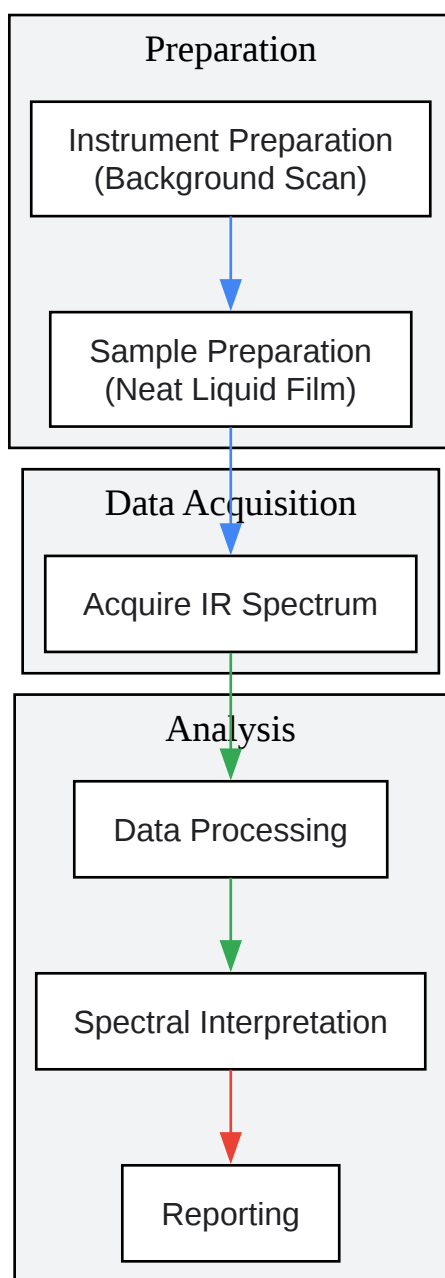 Preparation
Instrument Preparation
(Background Scan)
Sample Preparation
(Neat Liquid Film)
Data Acquisition
Acquire IR Spectrum
Analysis
Data Processing
Spectral Interpretation
Reporting